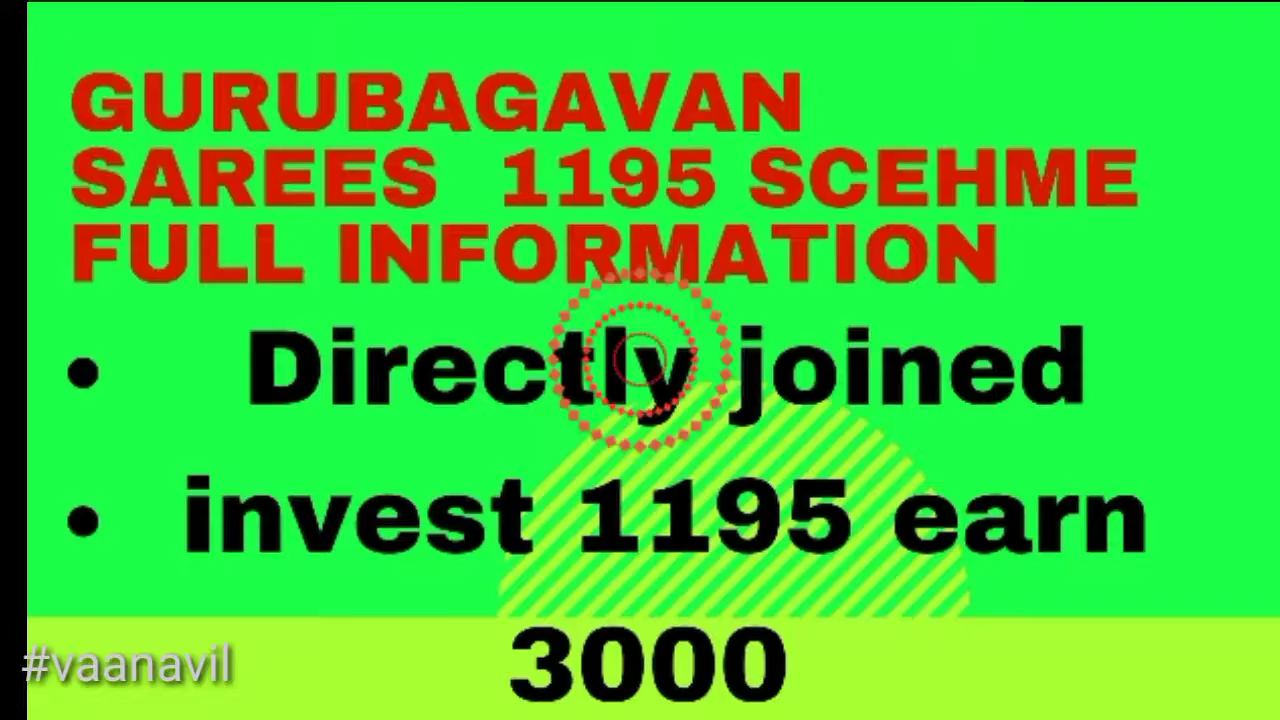 GURUBAGAVAN
SAREES 1195 SCEHME
FULL INFORMATION
• Directly joined
• invest 1195 earn
3000
#vaanavil